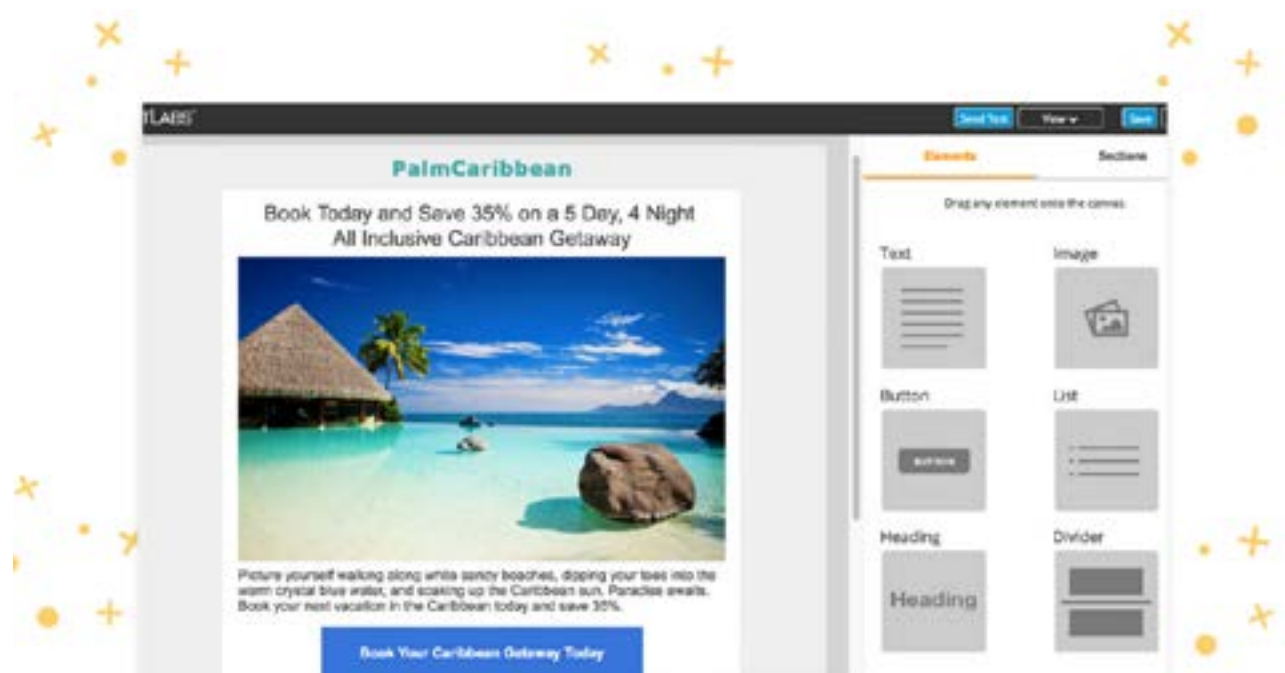 TLABS
Send Test
View
Save
PalmCaribbean
Elements
Sections
Book Today and Save 35% on a 5 Day, 4 Night
All Inclusive Caribbean Getaway
Drag any element onto the canvas.
Text
Image
Button
List
BUTTON
Heading
Divider
Heading
Picture yourself walking along white sandy beaches, dipping your toes into the
warm crystal blue water, and soaking up the Caribbean sun. Paradise awaits.
Book your next vacation in the Caribbean today and save 35%.
Book Your Caribbean Getaway Today